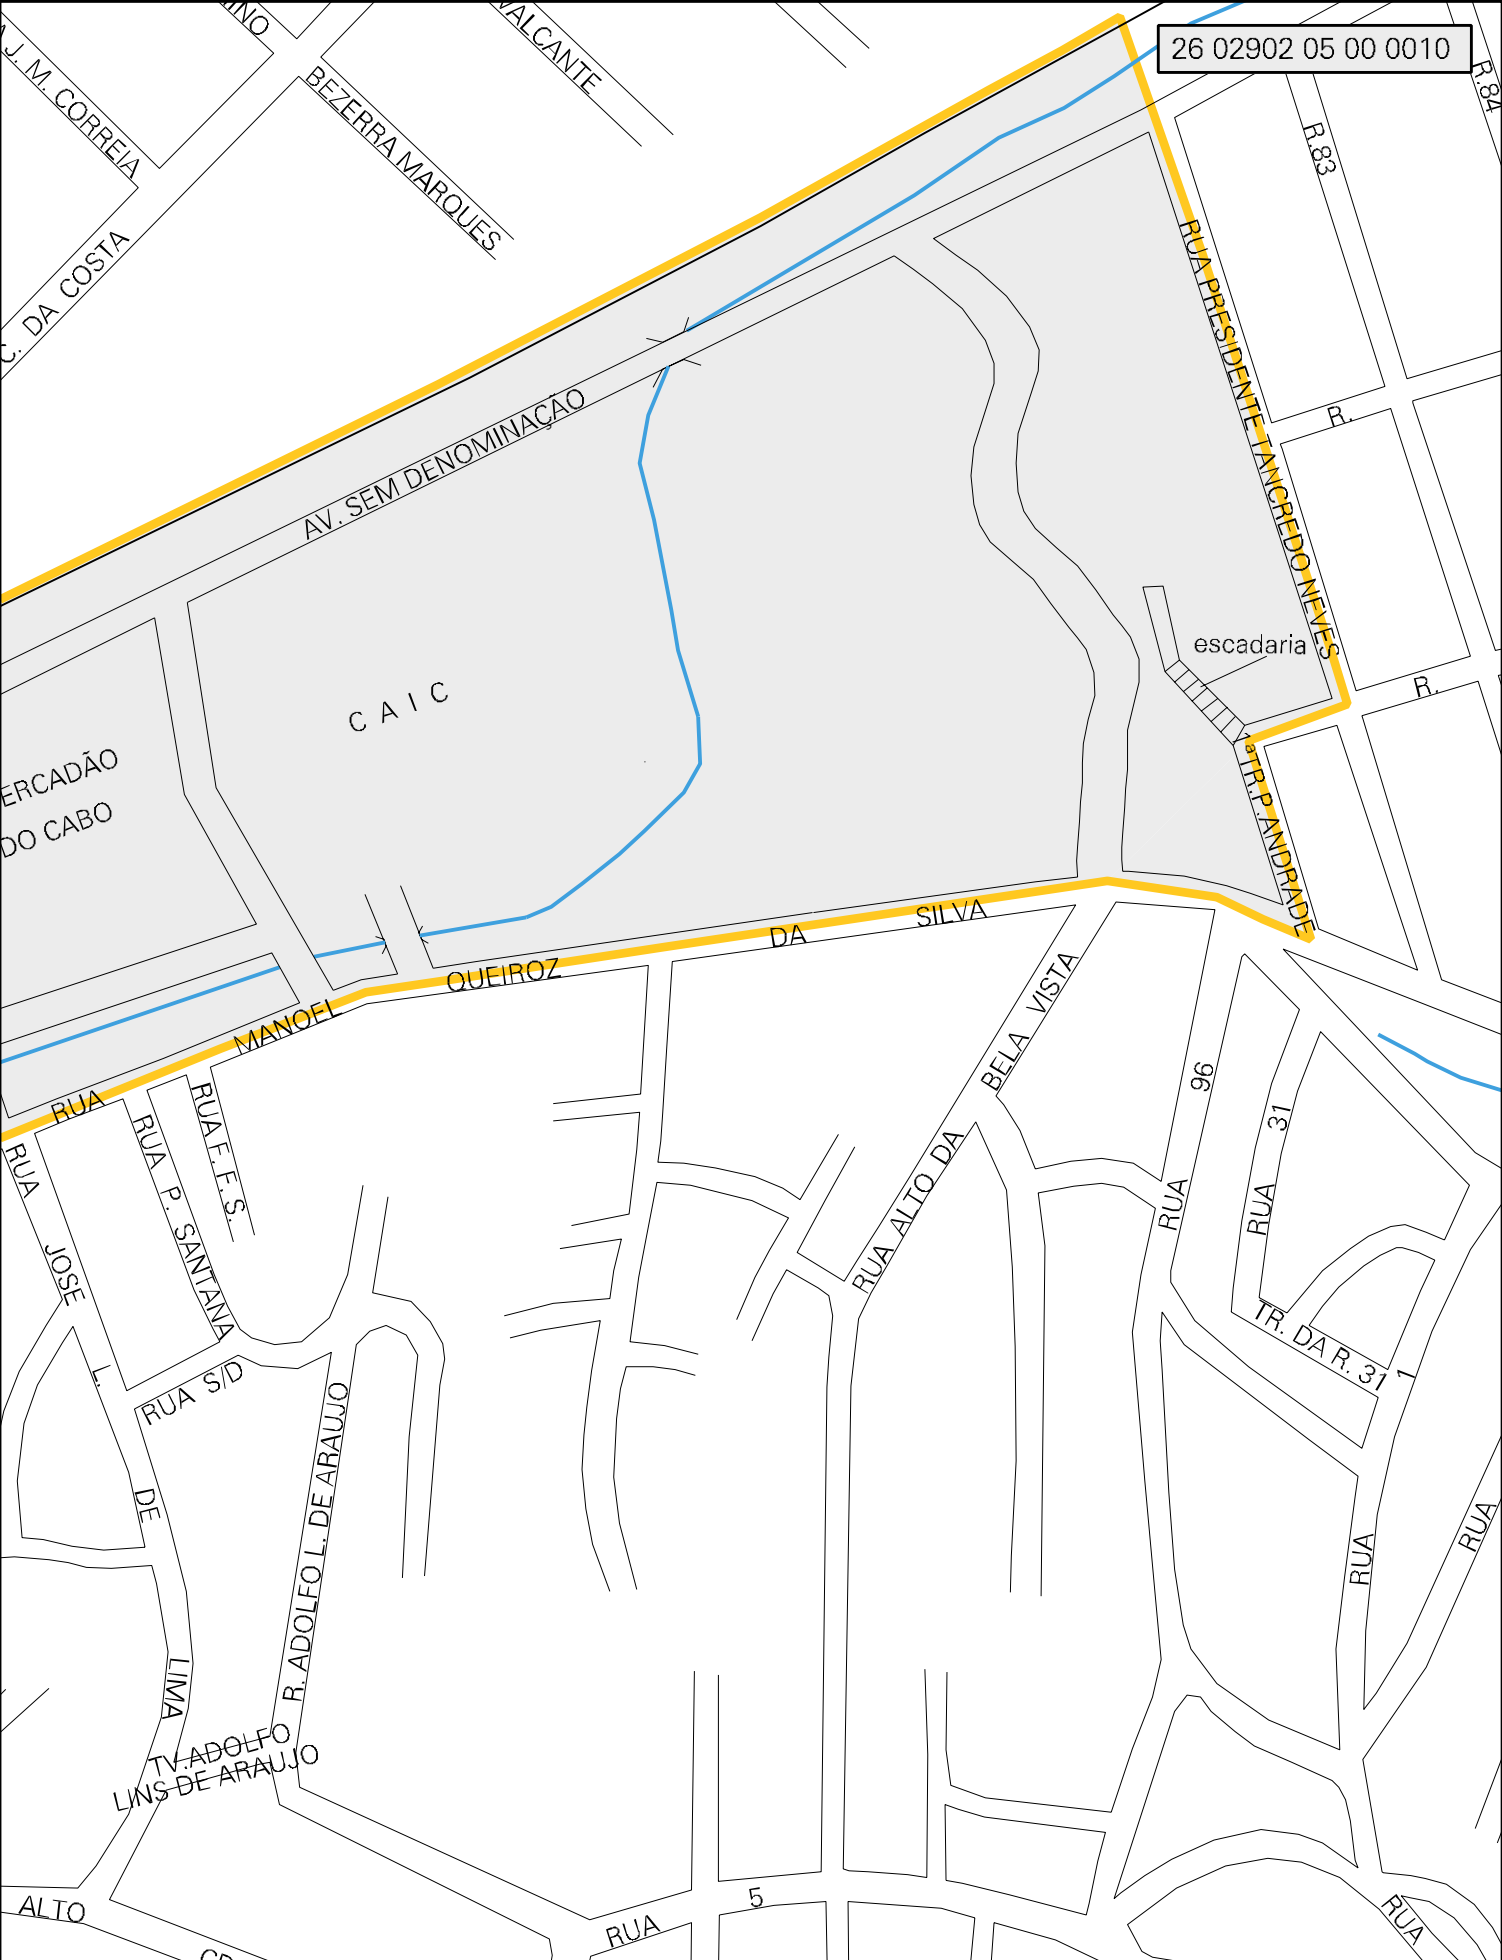 26 02902 05 00 0010
J. M. CORREIA
BEZERRA MARQUES
C. DA COSTA
R.83
R.84
RUA PRESIDENTE TANCREDO NEVES
R.
AV. SEM DENOMINAÇÃO
escadaria
R.
C A I C
DO CABO
1ªTR.P.ANDRADE
RUA MANOEL QUEIROZ DA SILVA
RUA ALTO DA BELA VISTA
RUA 96
RUA 31
RUA F. F. S.
RUA P. SANTANA
RUA JOSE L. DE LIMA
TR. DA R. 31
RUA 1
RUA S/D
R. ADOLFO L. DE ARAUJO
RUA
TV.ADOLFO
LINS DE ARAUJO
ALTO
RUA 5
RUA